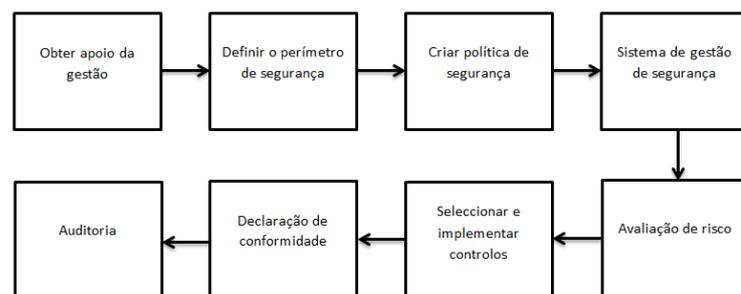 Obter apoio da
gestão
Definir o perímetro
de segurança
Criar política de
segurança
Sistema de gestão
de segurança
Avaliação de risco
Seleccionar e
implementar
controlos
Declaração de
conformidade
Auditoria